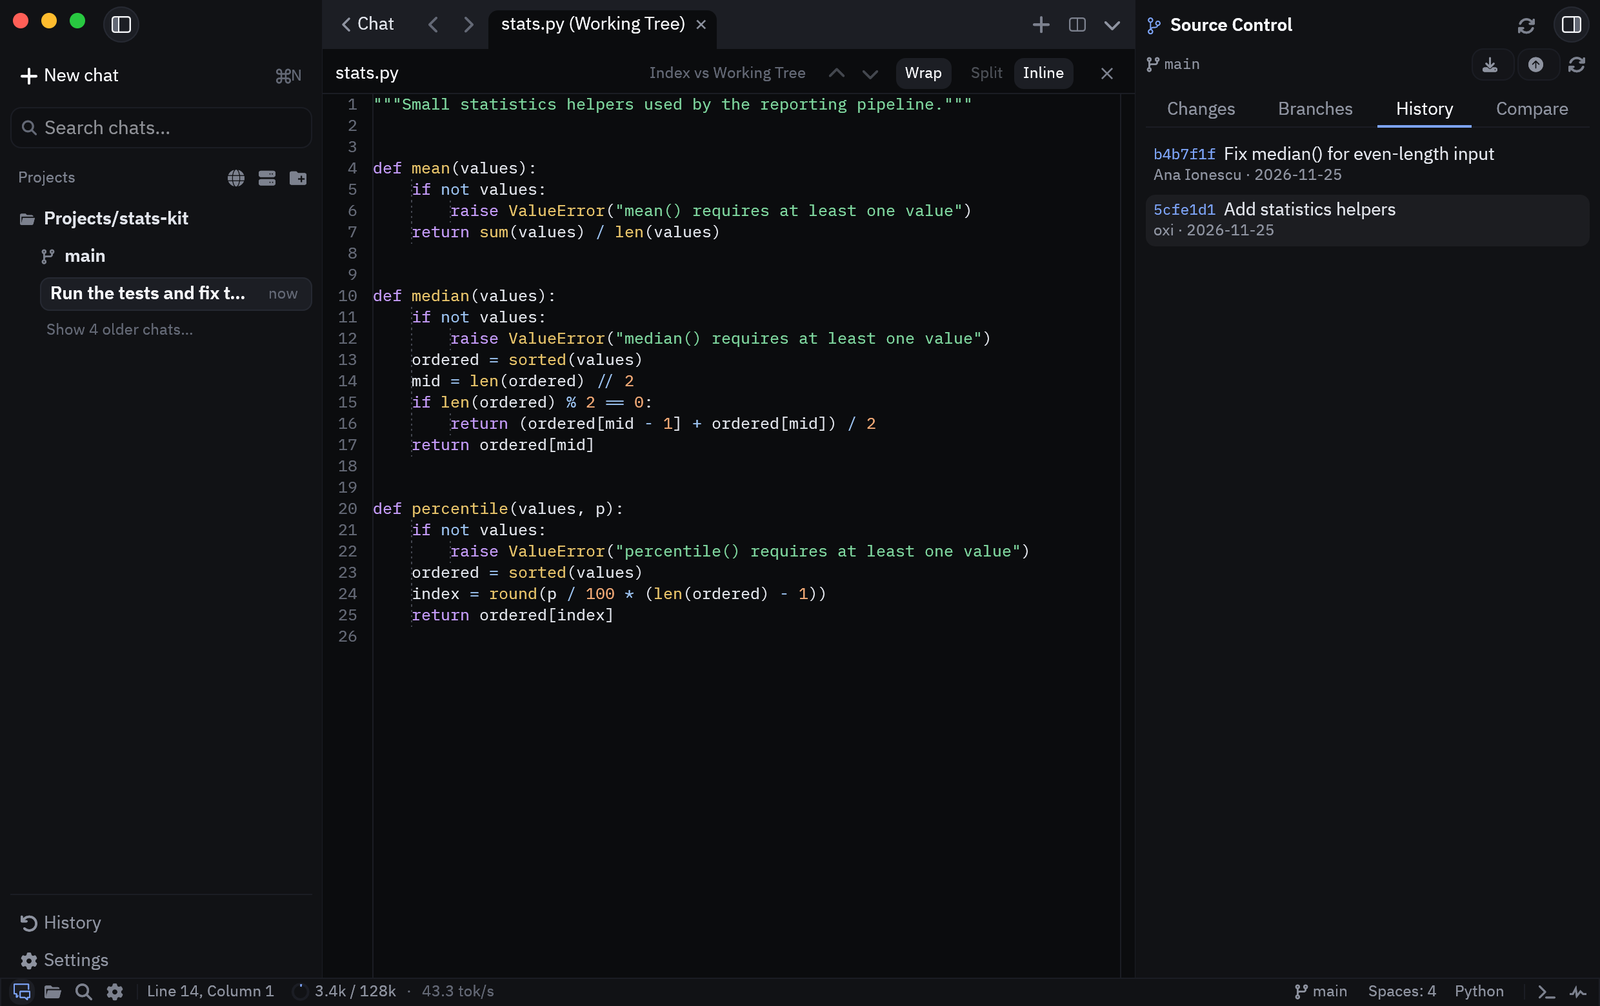 New chat ⌘N
Search chats...
Projects
Projects/stats-kit
main
Run the tests and fix t... now
Show 4 older chats...
History
Settings
Chat
stats.py (Working Tree)
stats.py Index vs Working Tree Wrap Split Inline
1 """Small statistics helpers used by the reporting pipeline."""
2
3
4 def mean(values):
5 if not values:
6 raise ValueError("mean() requires at least one value")
7 return sum(values) / len(values)
8
9
10 def median(values):
11 if not values:
12 raise ValueError("median() requires at least one value")
13 ordered = sorted(values)
14 mid = len(ordered) // 2
15 if len(ordered) % 2 == 0:
16 return (ordered[mid - 1] + ordered[mid]) / 2
17 return ordered[mid]
18
19
20 def percentile(values, p):
21 if not values:
22 raise ValueError("percentile() requires at least one value")
23 ordered = sorted(values)
24 index = round(p / 100 * (len(ordered) - 1))
25 return ordered[index]
26
Source Control
main
Changes Branches History Compare
b4b7f1f Fix median() for even-length input
Ana Ionescu · 2026-11-25
5cfe1d1 Add statistics helpers
oxi · 2026-11-25
Line 14, Column 1 3.4k / 128k · 43.3 tok/s main Spaces: 4 Python